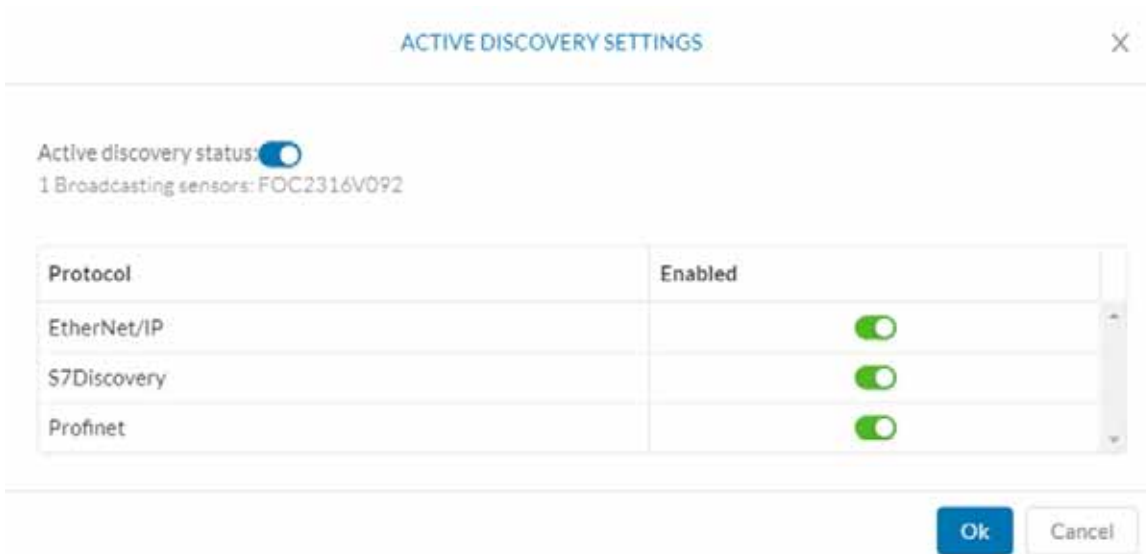 ACTIVE DISCOVERY SETTINGS
Active discovery status:
1 Broadcasting sensors: FOC2316V092
Protocol Enabled
EtherNet/IP
S7Discovery
Profinet
Ok Cancel